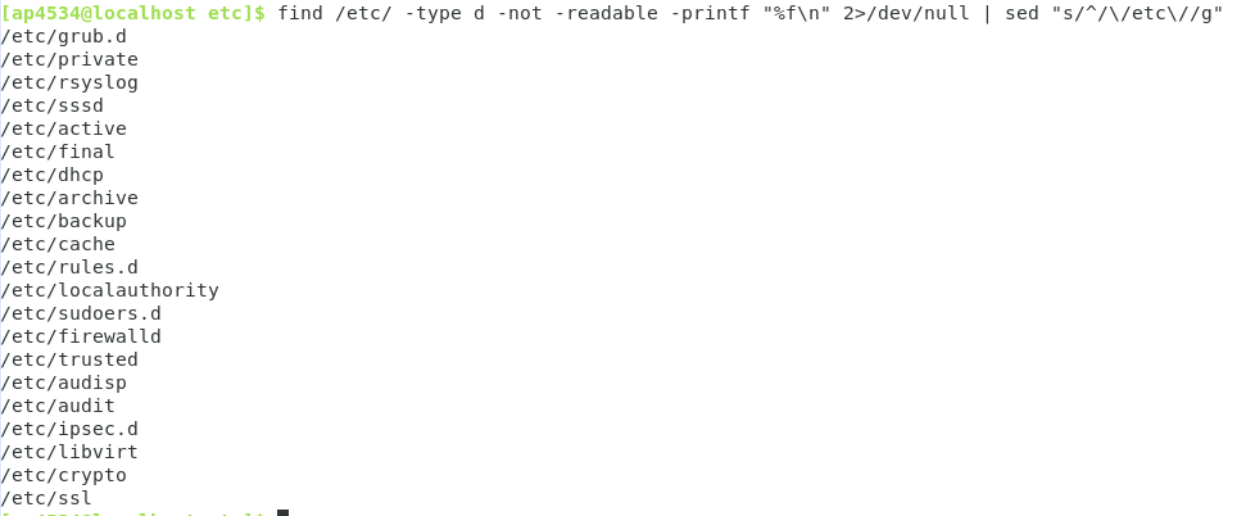 [ap4534@localhost etc]$ find /etc/ -type d -not -readable -printf "%f\n" 2>/dev/null | sed "s/^/\/etc\//g"
/etc/grub.d
/etc/private
/etc/rsyslog
/etc/sssd
/etc/active
/etc/final
/etc/dhcp
/etc/archive
/etc/backup
/etc/cache
/etc/rules.d
/etc/localauthority
/etc/sudoers.d
/etc/firewalld
/etc/trusted
/etc/audisp
/etc/audit
/etc/ipsec.d
/etc/libvirt
/etc/crypto
/etc/ssl